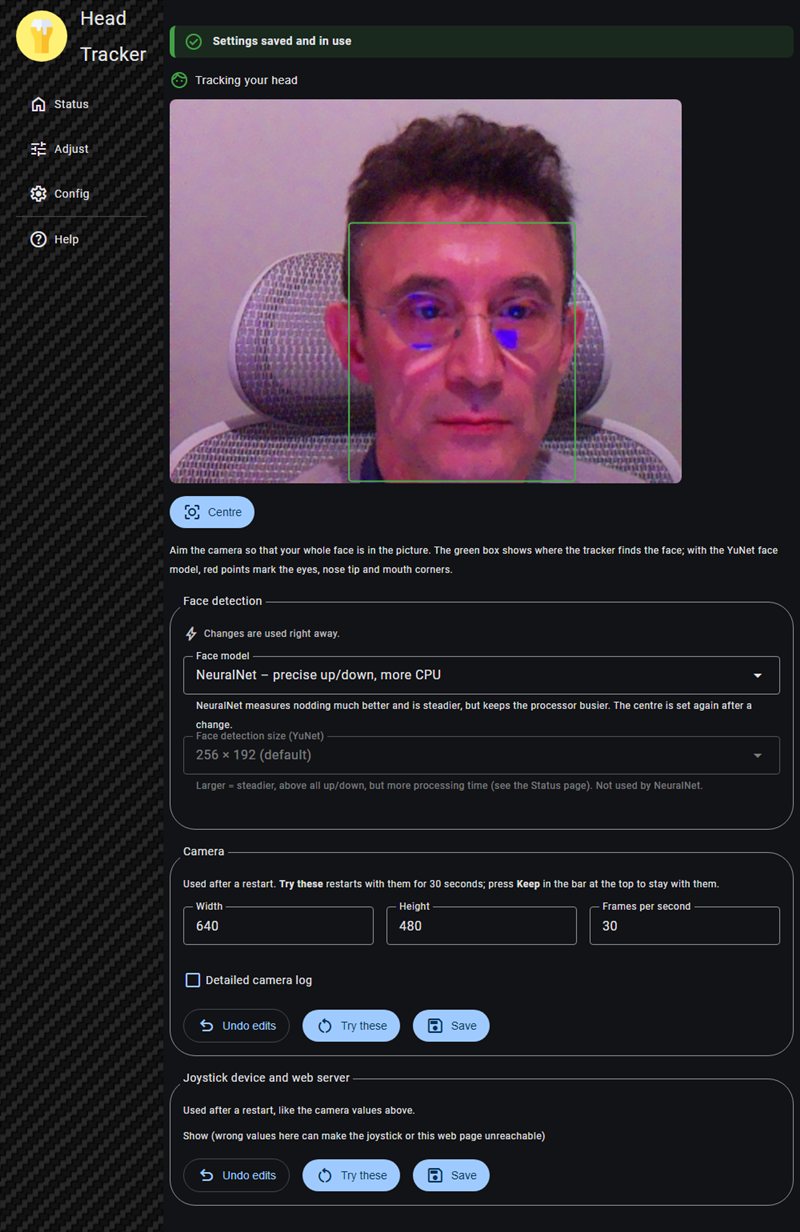 Head
Tracker
Status
Adjust
Config
Help
Settings saved and in use
Tracking your head
Centre
Aim the camera so that your whole face is in the picture. The green box shows where the tracker finds the face; with the YuNet face
model, red points mark the eyes, nose tip and mouth corners.
Face detection
Changes are used right away.
Face model
NeuralNet – precise up/down, more CPU
NeuralNet measures nodding much better and is steadier, but keeps the processor busier. The centre is set again after a
change.
Face detection size (YuNet)
256 × 192 (default)
Larger = steadier, above all up/down, but more processing time (see the Status page). Not used by NeuralNet.
Camera
Used after a restart. Try these restarts with them for 30 seconds; press Keep in the bar at the top to stay with them.
Width Height Frames per second
640 480 30
Detailed camera log
Undo edits Try these Save
Joystick device and web server
Used after a restart, like the camera values above.
Show (wrong values here can make the joystick or this web page unreachable)
Undo edits Try these Save